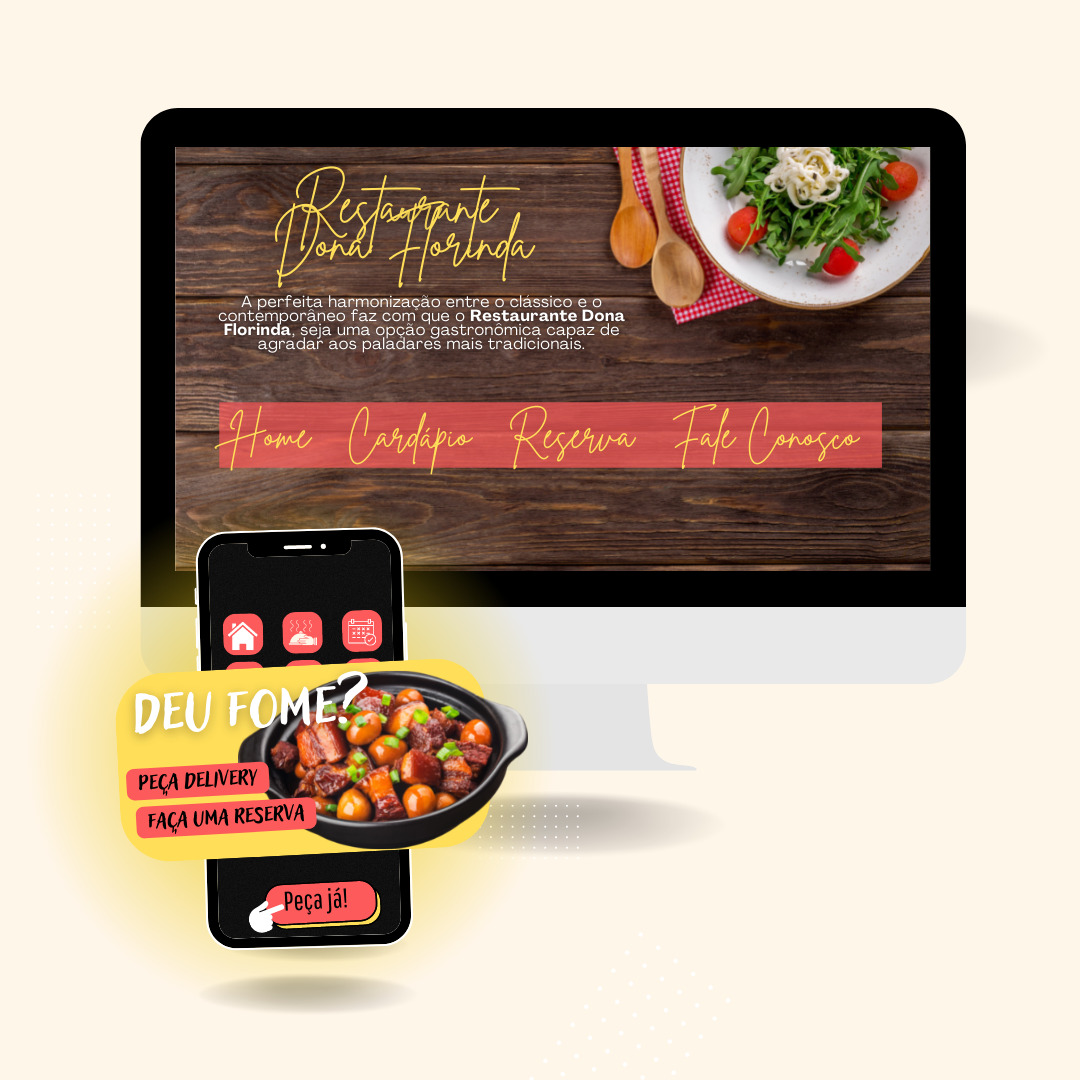 Restaurante
Dona Florinda
A perfeita harmonização entre o clássico e o
contemporâneo faz com que o Restaurante Dona
Florinda, seja uma opção gastronômica capaz de
agradar aos paladares mais tradicionais.
Home Cardápio Reserva Fale Conosco
DEU FOME?
PEÇA DELIVERY
FAÇA UMA RESERVA
Peça já!